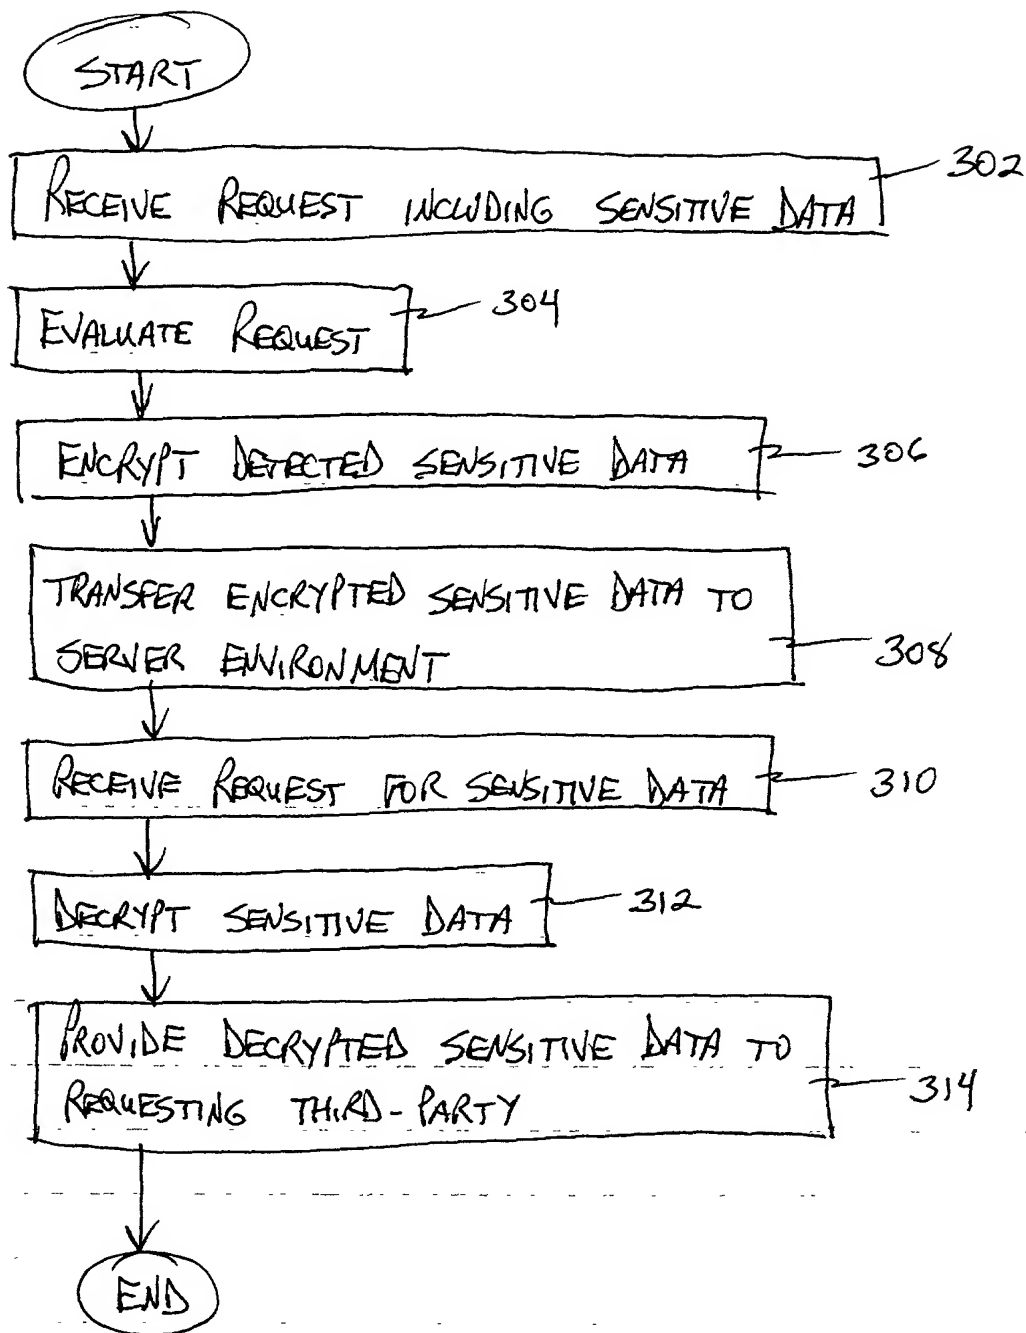 START
RECEIVE REQUEST INCLUDING SENSITIVE DATA
302
EVALUATE REQUEST
304
ENCRYPT DETECTED SENSITIVE DATA
306
TRANSFER ENCRYPTED SENSITIVE DATA TO
SERVER ENVIRONMENT
308
RECEIVE REQUEST FOR SENSITIVE DATA
310
DECRYPT SENSITIVE DATA
312
PROVIDE DECRYPTED SENSITIVE DATA TO
REQUESTING THIRD-PARTY
314
END